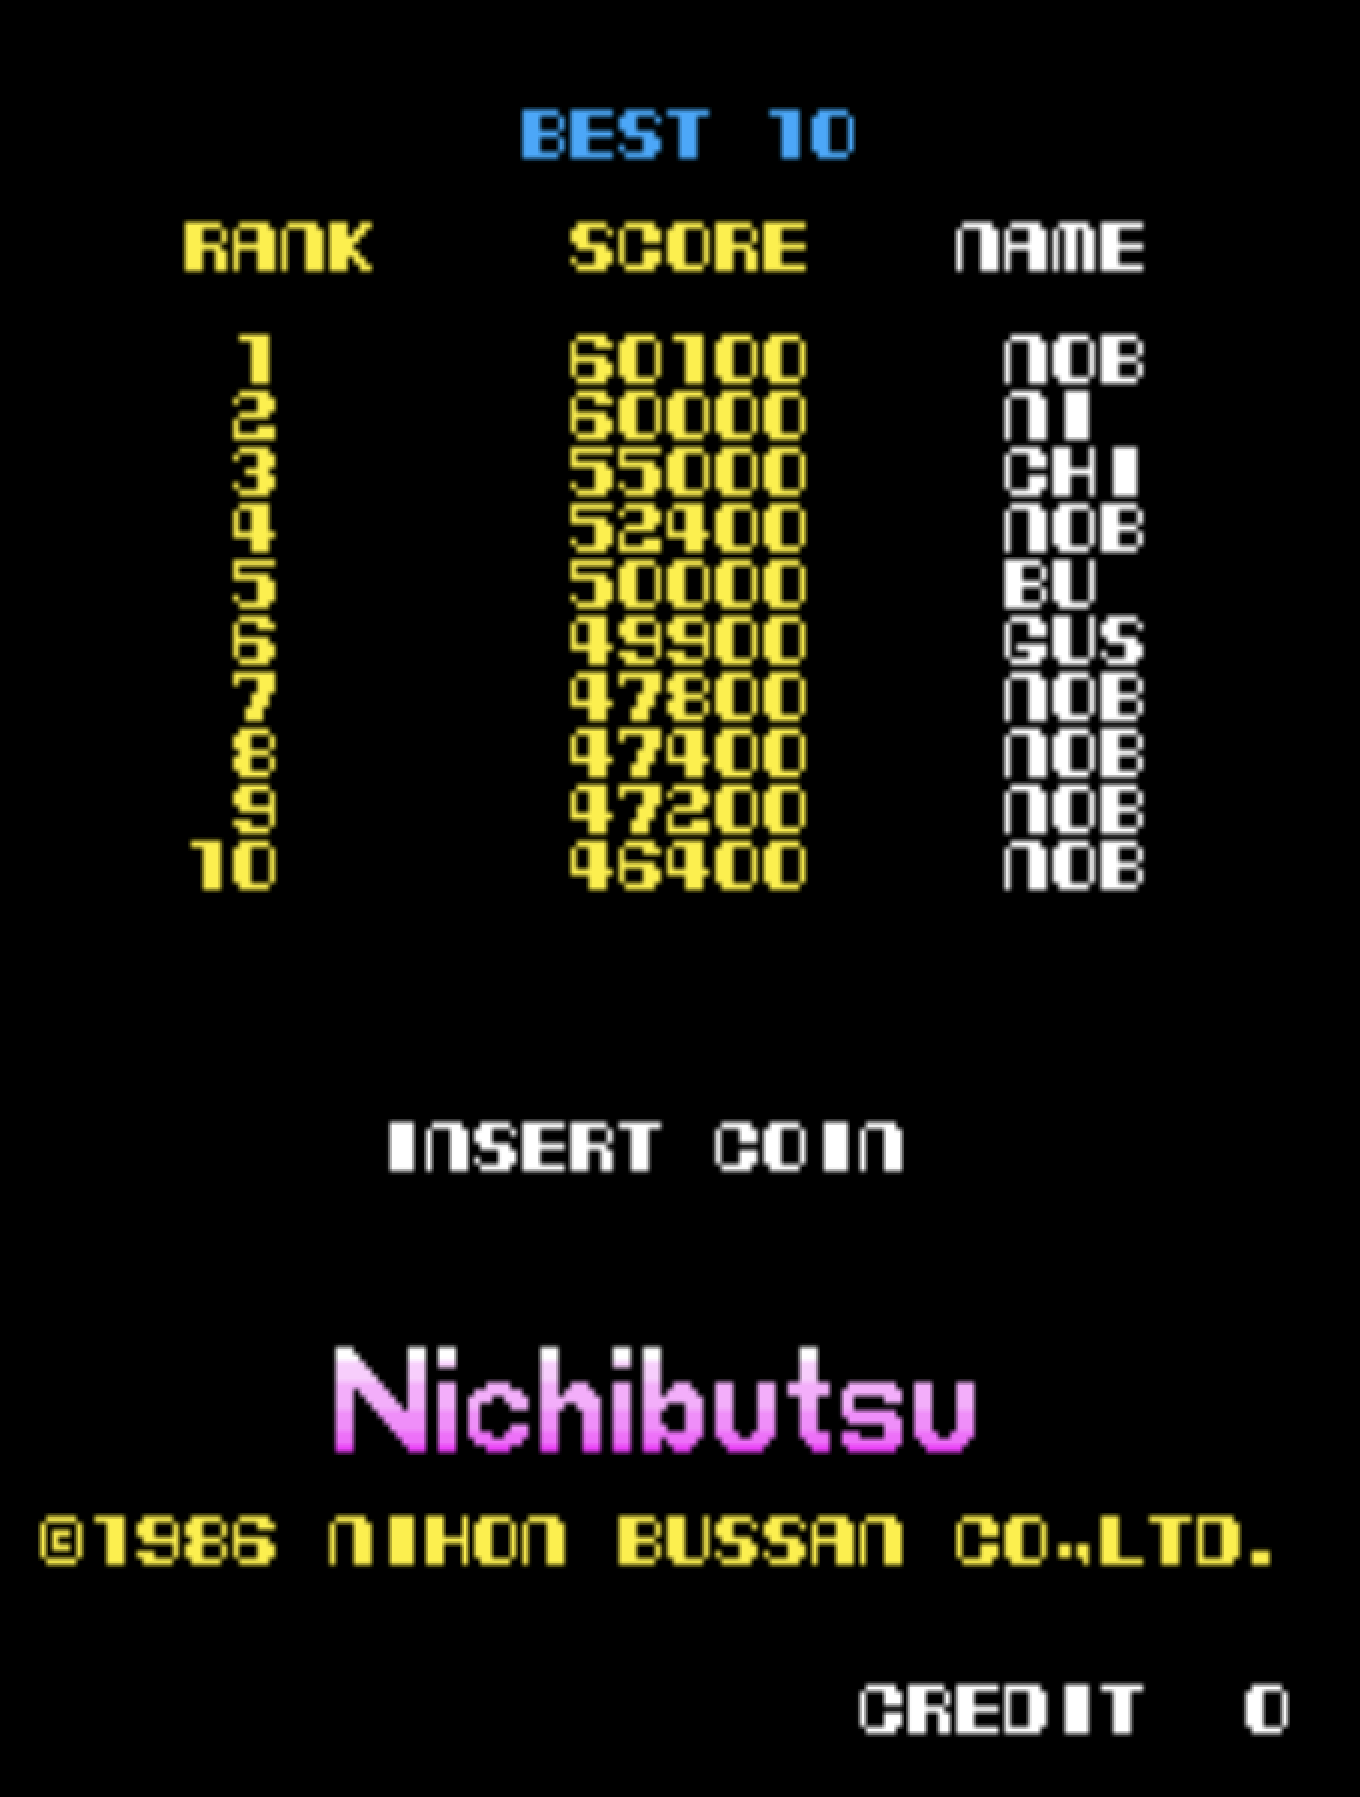 BEST 10
RANK SCORE NAME
1 60100 NOB
2 60000 NI
3 55000 CHI
4 52400 NOB
5 50000 BU
6 49900 GUS
7 47800 NOB
8 47400 NOB
9 47200 NOB
10 46400 NOB
INSERT COIN
Nichibutsu
©1986 NIHON BUSSAN CO.,LTD.
CREDIT 0